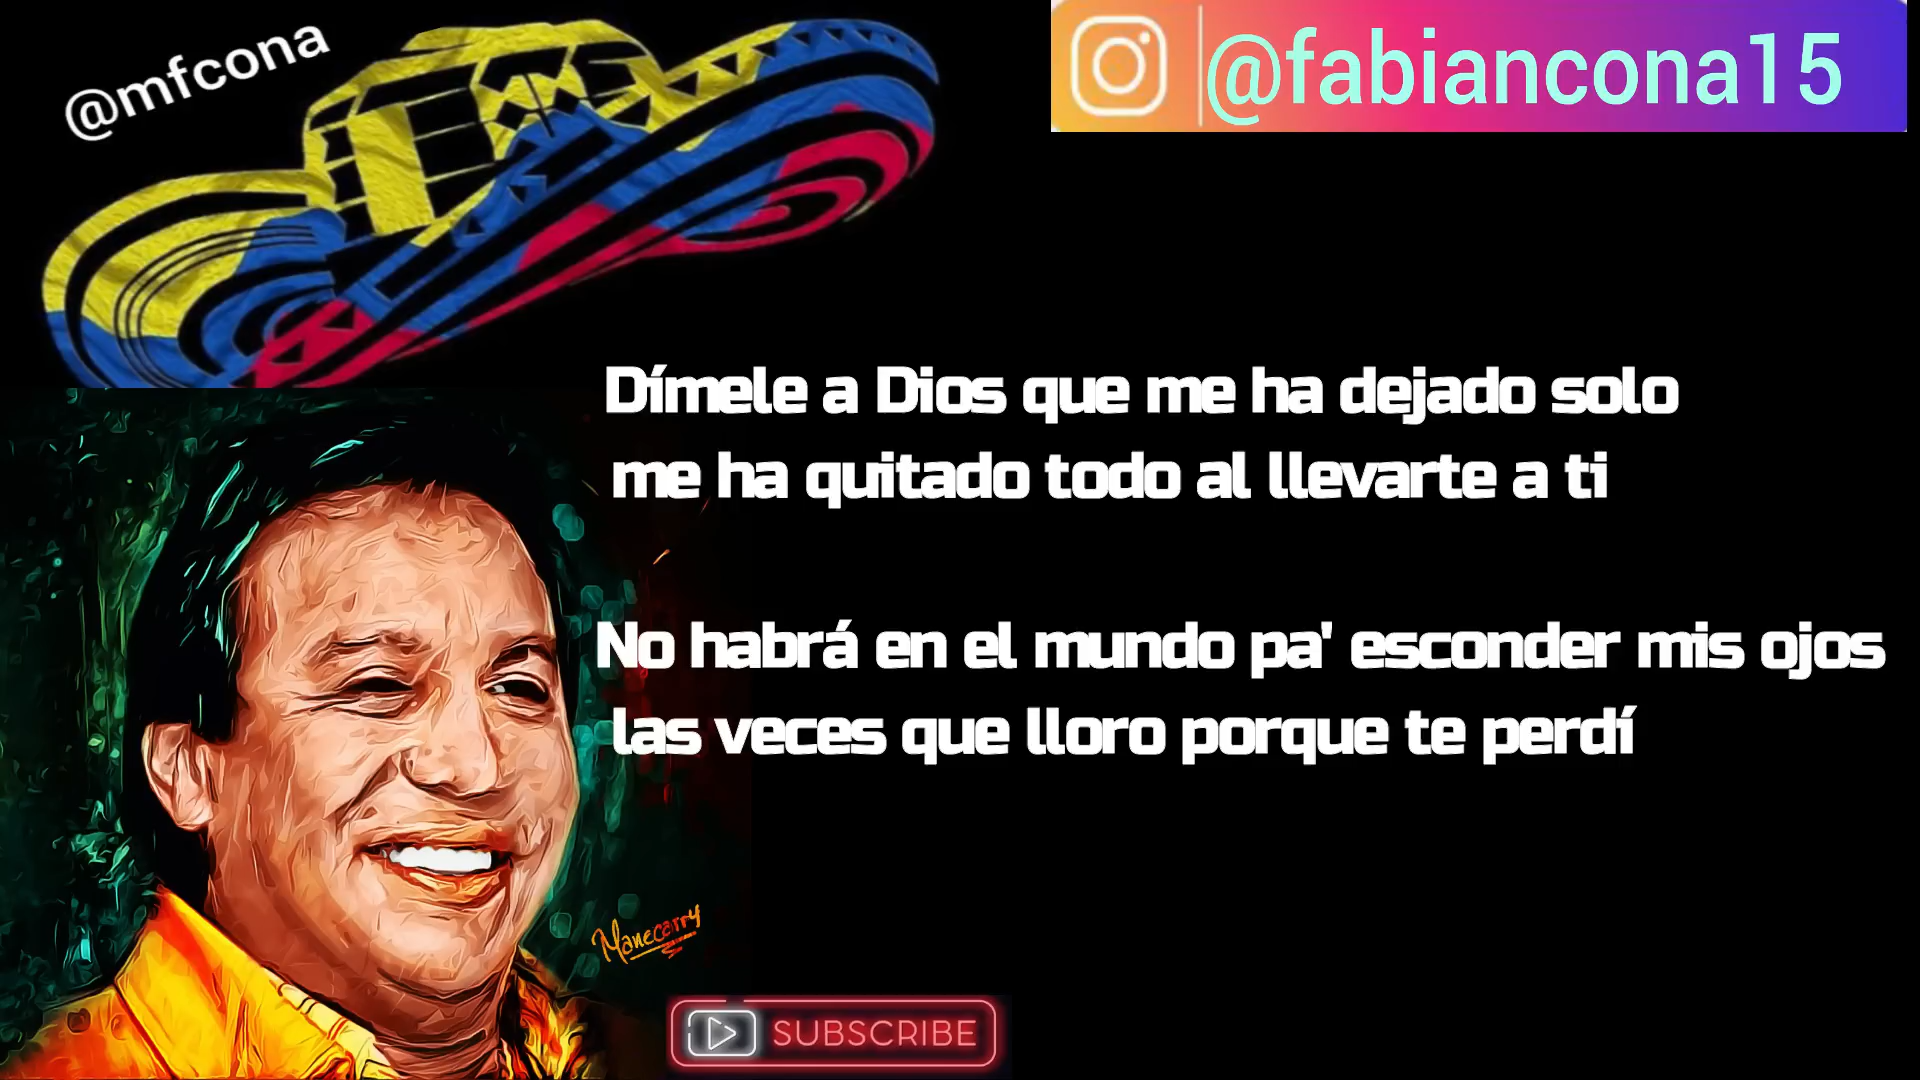 @mfcona
@fabiancona15
Dímele a Dios que me ha dejado solo
me ha quitado todo al llevarte a ti
No habrá en el mundo pa' esconder mis ojos
las veces que lloro porque te perdí
Manecarry
SUBSCRIBE